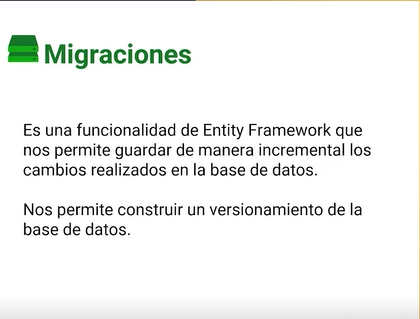 Migraciones
Es una funcionalidad de Entity Framework que
nos permite guardar de manera incremental los
cambios realizados en la base de datos.
Nos permite construir un versionamiento de la
base de datos.